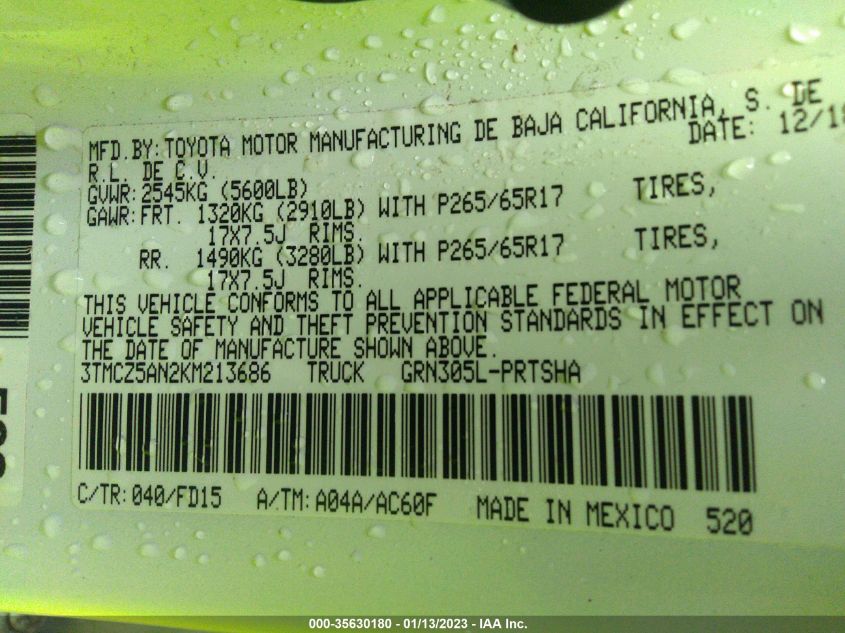 MFD.BY:TOYOTA MOTOR MANUFACTURING DE BAJA CALIFORNIA, S. DE
R.L. DE C.V. DATE: 12/18
GVWR:2545KG (5600LB)
GAWR:FRT. 1320KG (2910LB) WITH P265/65R17 TIRES,
17X7.5J RIMS.
RR. 1490KG (3280LB) WITH P265/65R17 TIRES,
17X7.5J RIMS.
THIS VEHICLE CONFORMS TO ALL APPLICABLE FEDERAL MOTOR
VEHICLE SAFETY AND THEFT PREVENTION STANDARDS IN EFFECT ON
THE DATE OF MANUFACTURE SHOWN ABOVE.
3TMCZ5AN2KM213686 TRUCK GRN305L-PRTSHA
C/TR:040/FD15 A/TM:A04A/AC60F MADE IN MEXICO 520
000-35630180 - 01/13/2023 - IAA Inc.